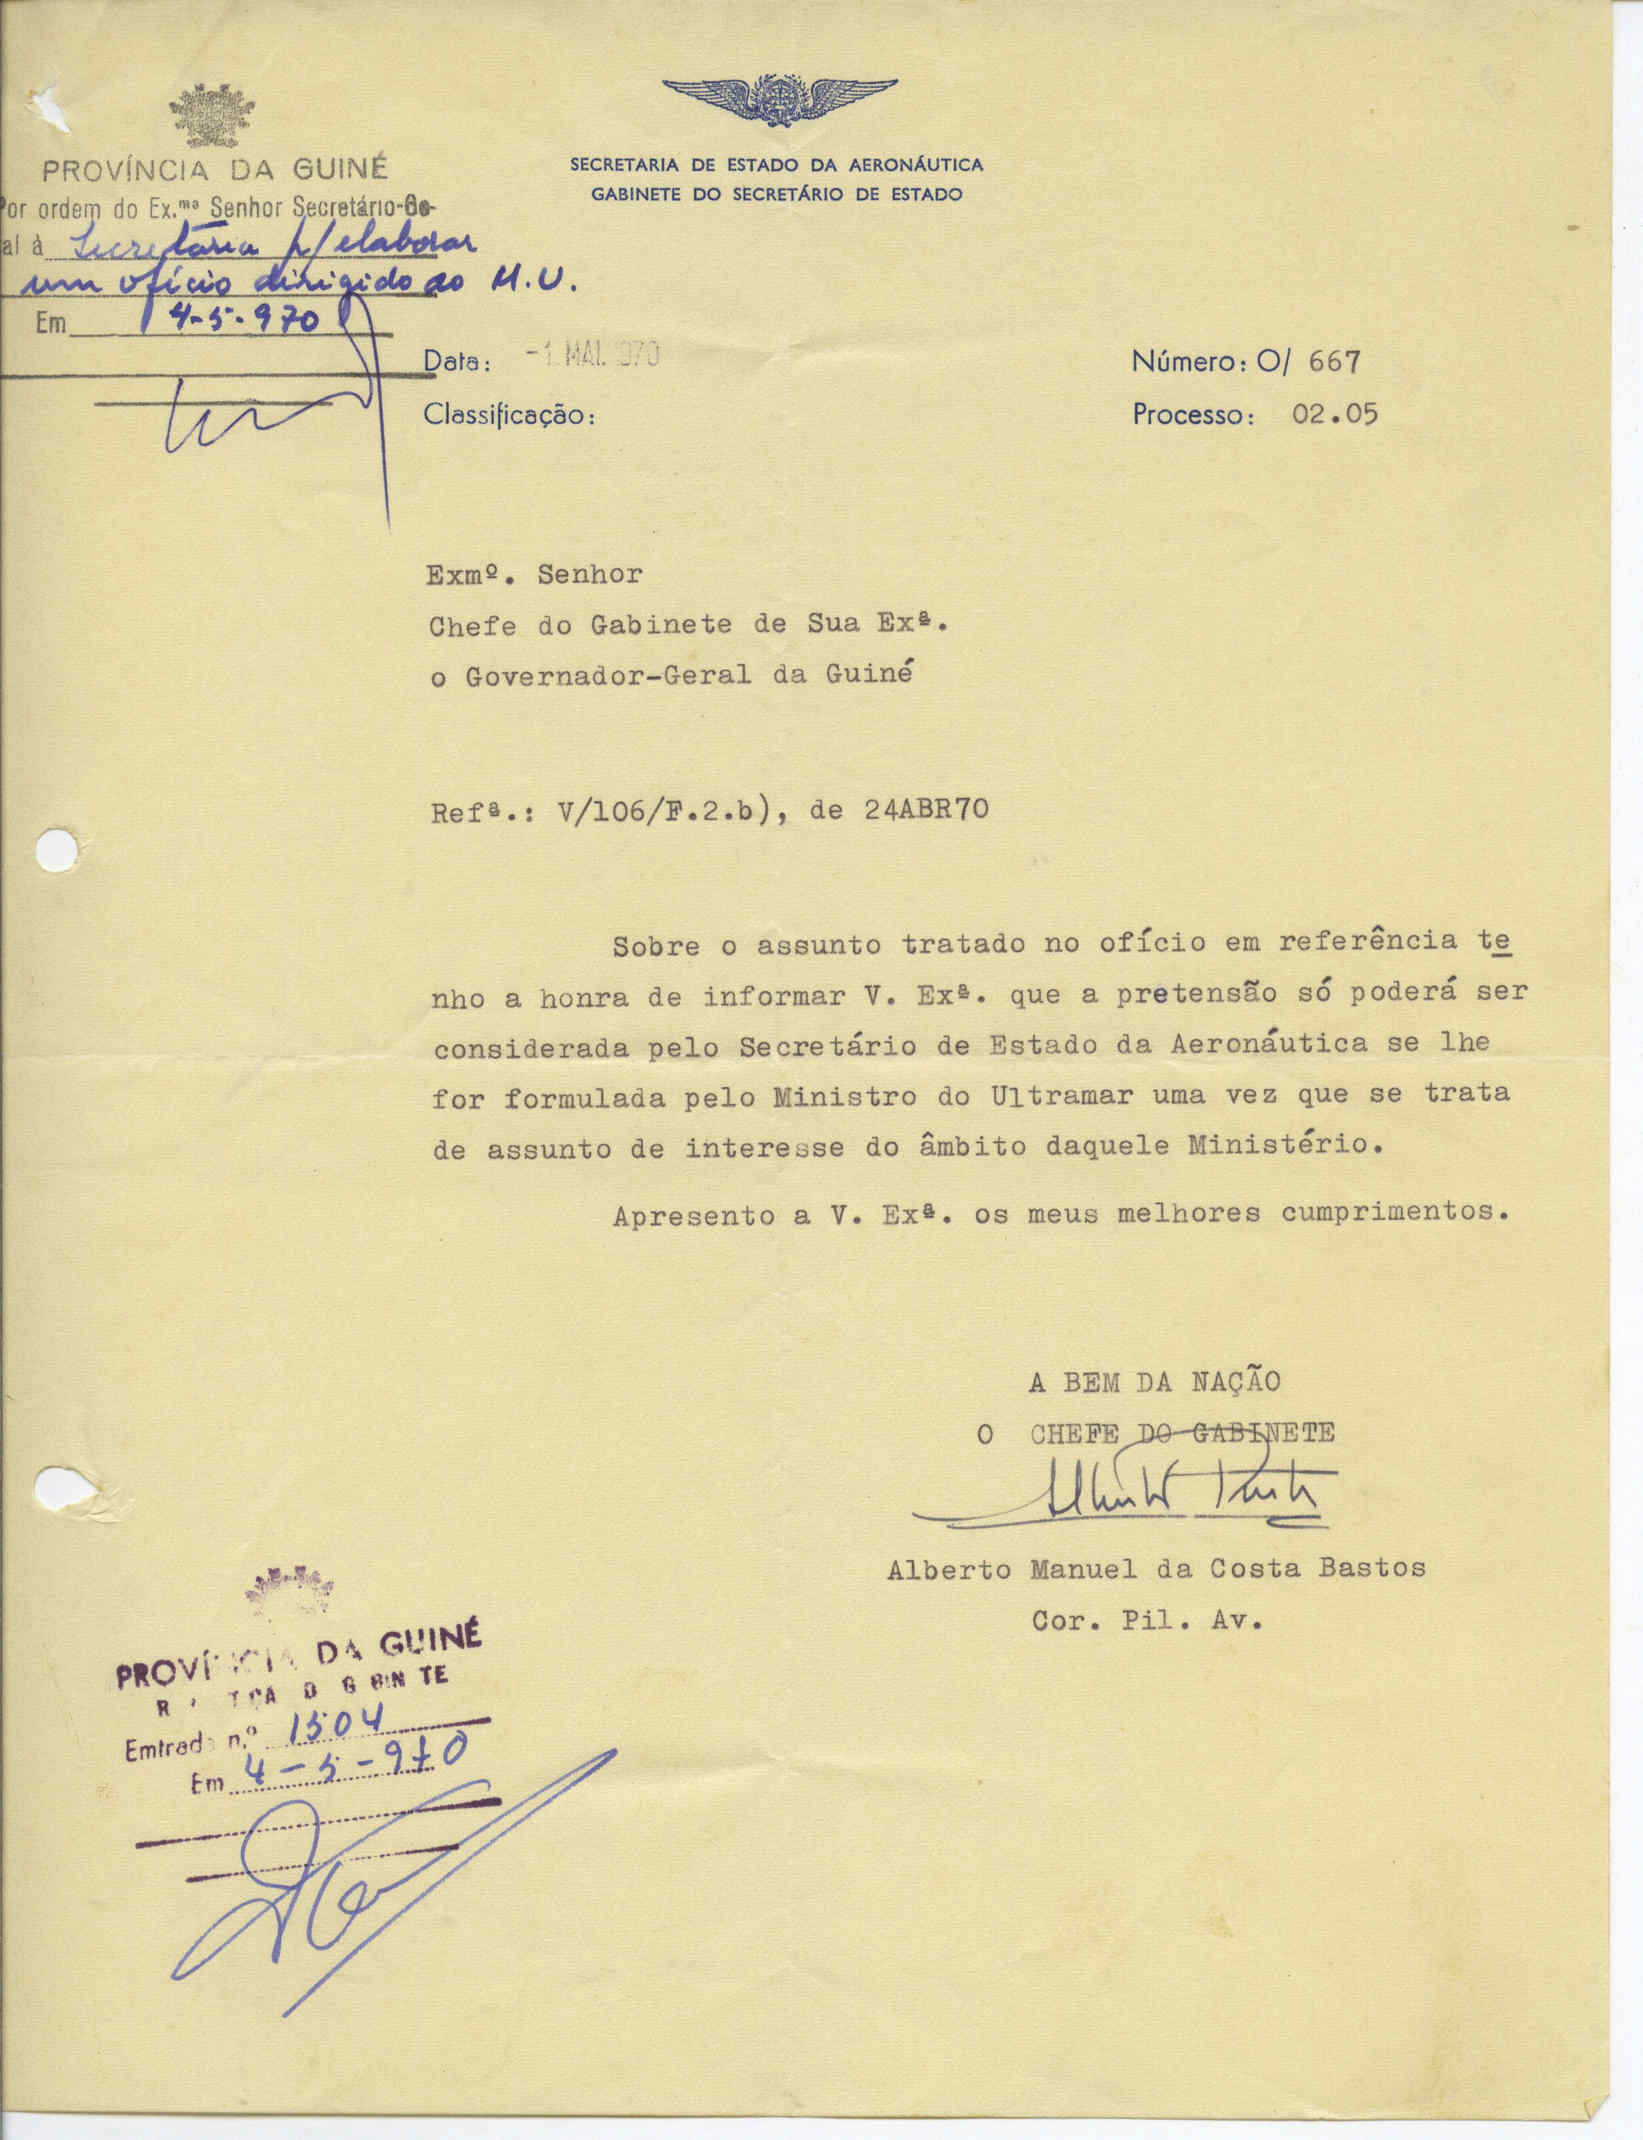 PROVÍNCIA DA GUINÉ
Por ordem do Ex.mo Senhor Secretário-Ge-
al à Secretaria p/ elaborar
um ofício dirigido ao M.U.
Em 4-5-970
SECRETARIA DE ESTADO DA AERONÁUTICA
GABINETE DO SECRETÁRIO DE ESTADO
Data: -1 MAI. 1970
Número: O/ 667
Classificação:
Processo: 02.05
Exmº. Senhor
Chefe do Gabinete de Sua Exª.
o Governador-Geral da Guiné
Refª.: V/106/F.2.b), de 24ABR70
Sobre o assunto tratado no ofício em referência te
nho a honra de informar V. Exª. que a pretensão só poderá ser
considerada pelo Secretário de Estado da Aeronáutica se lhe
for formulada pelo Ministro do Ultramar uma vez que se trata
de assunto de interesse do âmbito daquele Ministério.
Apresento a V. Exª. os meus melhores cumprimentos.
A BEM DA NAÇÃO
O CHEFE DO GABINETE
Alberto Manuel da Costa Bastos
Cor. Pil. Av.
PROVÍNCIA DA GUINÉ
Emtrada n.º 1504
Em 4-5-970